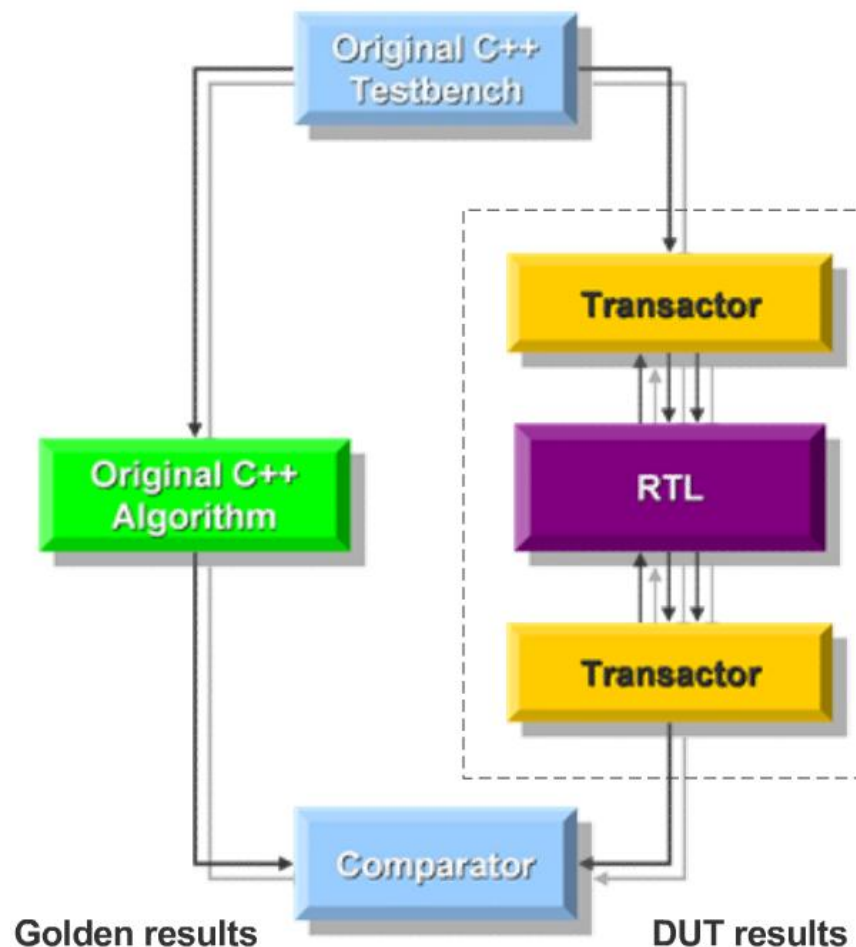 Original C++
Testbench
Transactor
Original C++
Algorithm
RTL
Transactor
Comparator
Golden results
DUT results